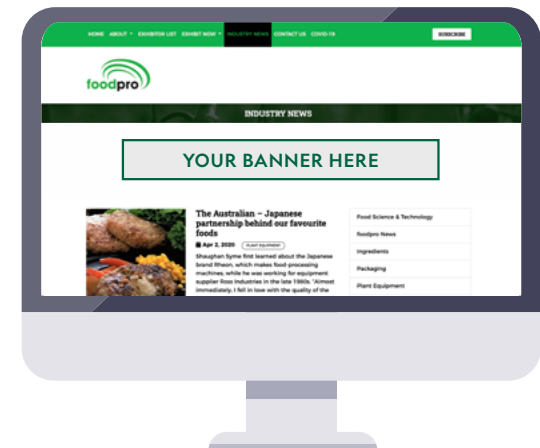 HOME ABOUT EXHIBITOR LIST EXHIBIT NOW INDUSTRY NEWS CONTACT US COVID-19 SUBSCRIBE
foodpro
INDUSTRY NEWS
YOUR BANNER HERE
The Australian – Japanese
partnership behind our favourite
foods
Apr 2, 2020 PLANT EQUIPMENT
Shaughan Syme first learned about the Japanese
brand Ftheon, which makes food-processing
machines, while he was working for equipment
supplier Ross Industries in the late 1980s. "Almost
immediately, I fell in love with the quality of the
Food Science & Technology
foodpro News
Ingredients
Packaging
Plant Equipment